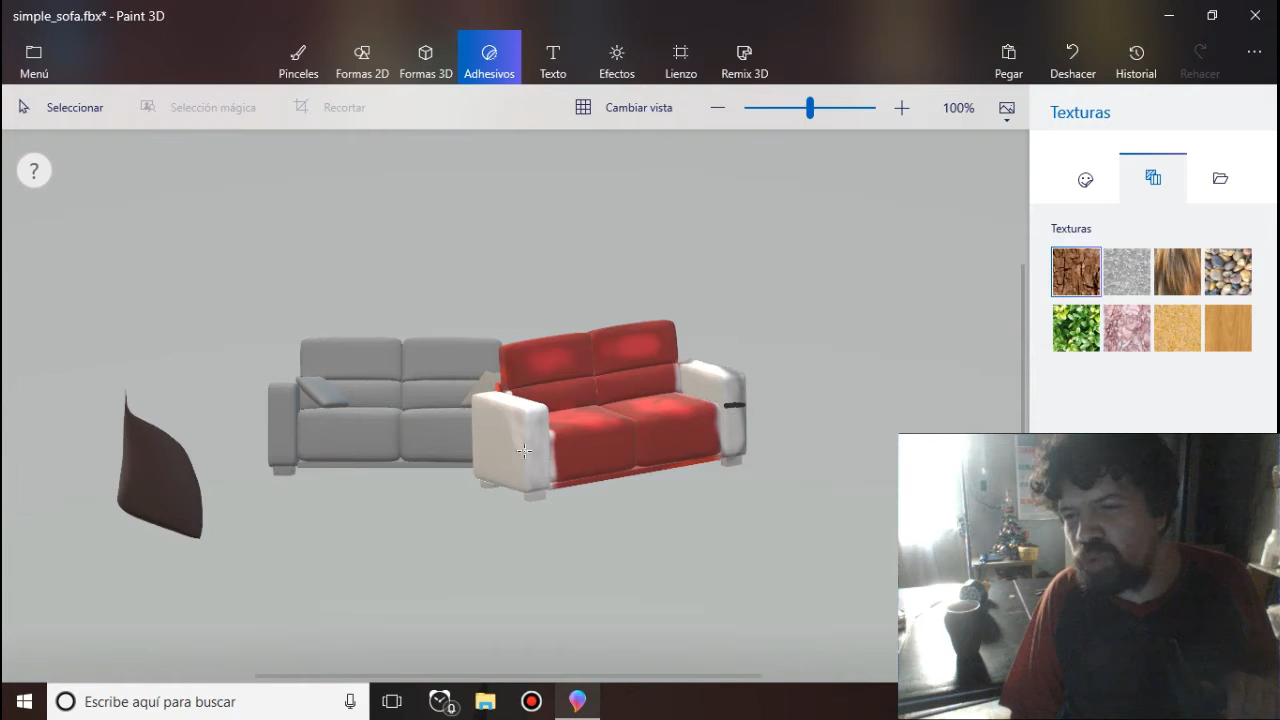 simple_sofa.fbx* - Paint 3D
Menú
Pinceles
Formas 2D
Formas 3D
Adhesivos
Texto
Efectos
Lienzo
Remix 3D
Pegar
Deshacer
Historial
Rehacer
Seleccionar
Selección mágica
Recortar
Cambiar vista
100%
Texturas
?
Texturas
Escribe aquí para buscar